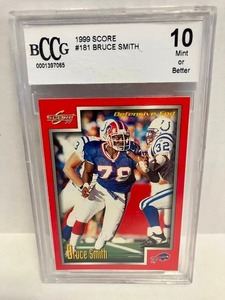 BCCG
0001397065
1999 SCORE
#181 BRUCE SMITH
10
Mint
or
Better
SCORE
Defensive End
32
78
Bruce Smith